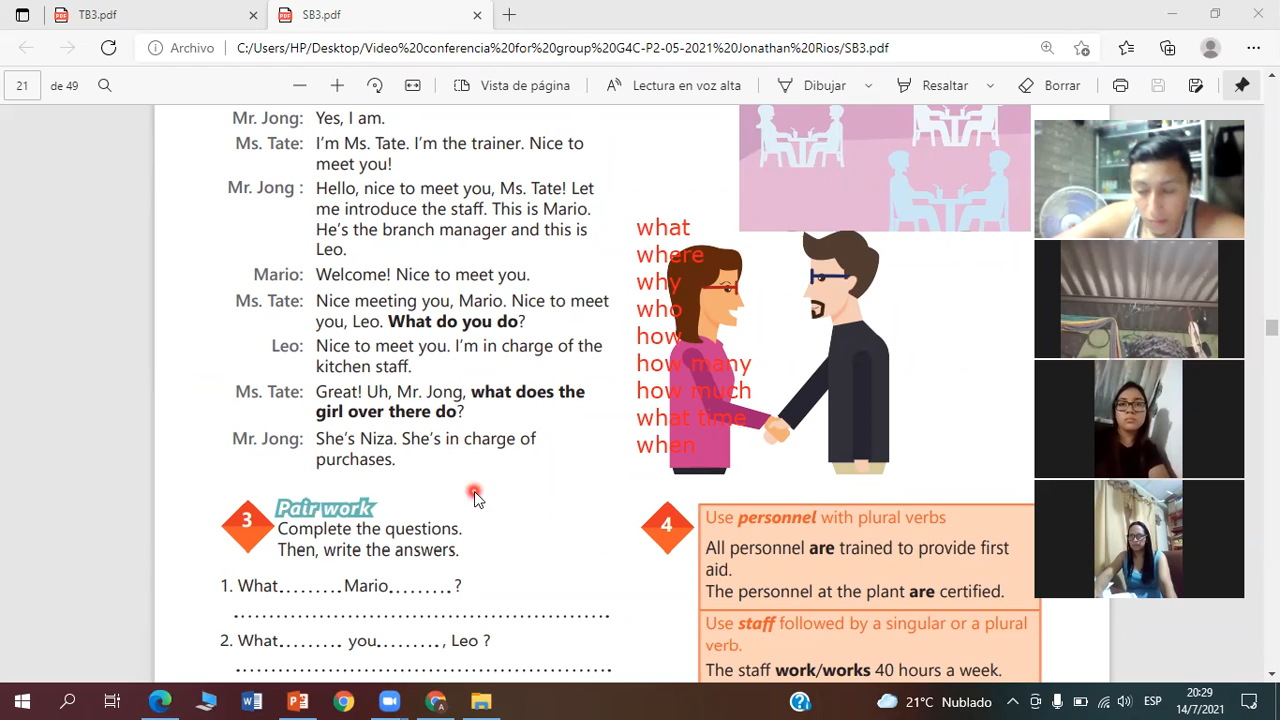 TB3.pdf
SB3.pdf
Archivo
C:/Users/HP/Desktop/Video%20conferencia%20for%20group%20G4C-P2-05-2021%20Jonathan%20Rios/SB3.pdf
21
de 49
Vista de página
Lectura en voz alta
Dibujar
Resaltar
Borrar
Mr. Jong: Yes, I am.
Ms. Tate: I'm Ms. Tate. I'm the trainer. Nice to
meet you!
Mr. Jong : Hello, nice to meet you, Ms. Tate! Let
me introduce the staff. This is Mario.
He's the branch manager and this is
Leo.
Mario: Welcome! Nice to meet you.
Ms. Tate: Nice meeting you, Mario. Nice to meet
you, Leo. What do you do?
Leo: Nice to meet you. I'm in charge of the
kitchen staff.
Ms. Tate: Great! Uh, Mr. Jong, what does the
girl over there do?
Mr. Jong: She's Niza. She's in charge of
purchases.
what
where
why
who
how
how many
how much
what time
when
3
Pair work
Complete the questions.
Then, write the answers.
1. What......... Mario......... ?
2. What......... you........., Leo ?
4
Use personnel with plural verbs
All personnel are trained to provide first
aid.
The personnel at the plant are certified.
Use staff followed by a singular or a plural
verb.
The staff work/works 40 hours a week.
21°C Nublado
ESP
20:29
14/7/2021